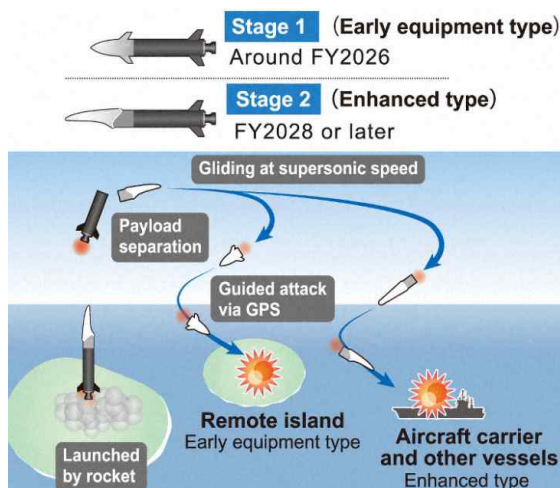 Stage 1 (Early equipment type)
Around FY2026
Stage 2 (Enhanced type)
FY2028 or later
Gliding at supersonic speed
Payload
separation
Guided attack
via GPS
Launched
by rocket
Remote island
Early equipment type
Aircraft carrier
and other vessels
Enhanced type